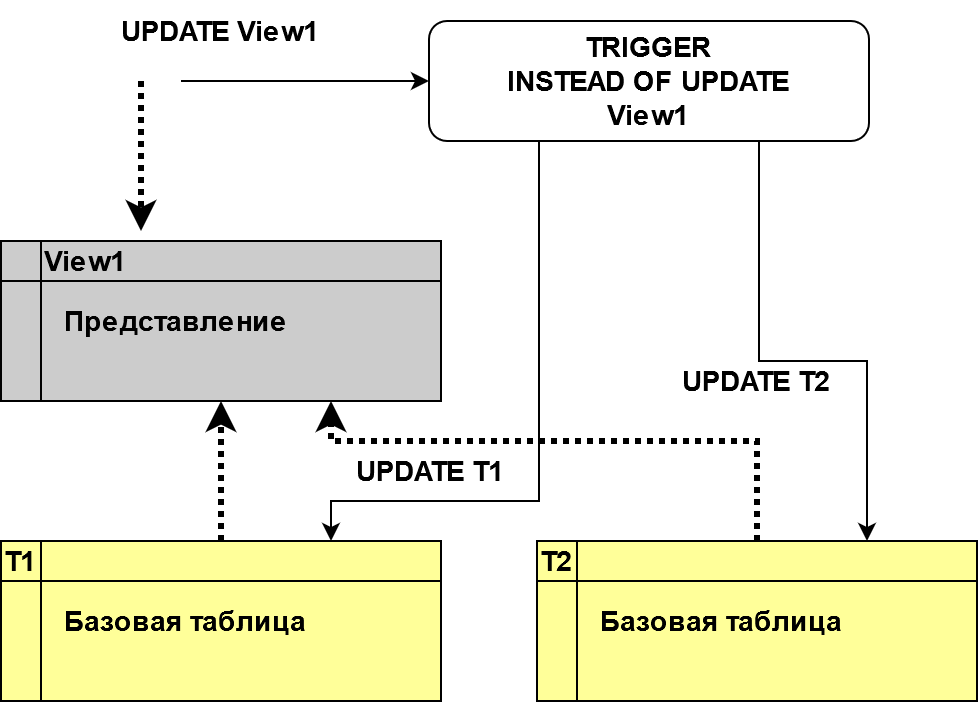 UPDATE View1
TRIGGER
INSTEAD OF UPDATE
View1
View1
Представление
UPDATE T2
UPDATE T1
T1
Базовая таблица
T2
Базовая таблица